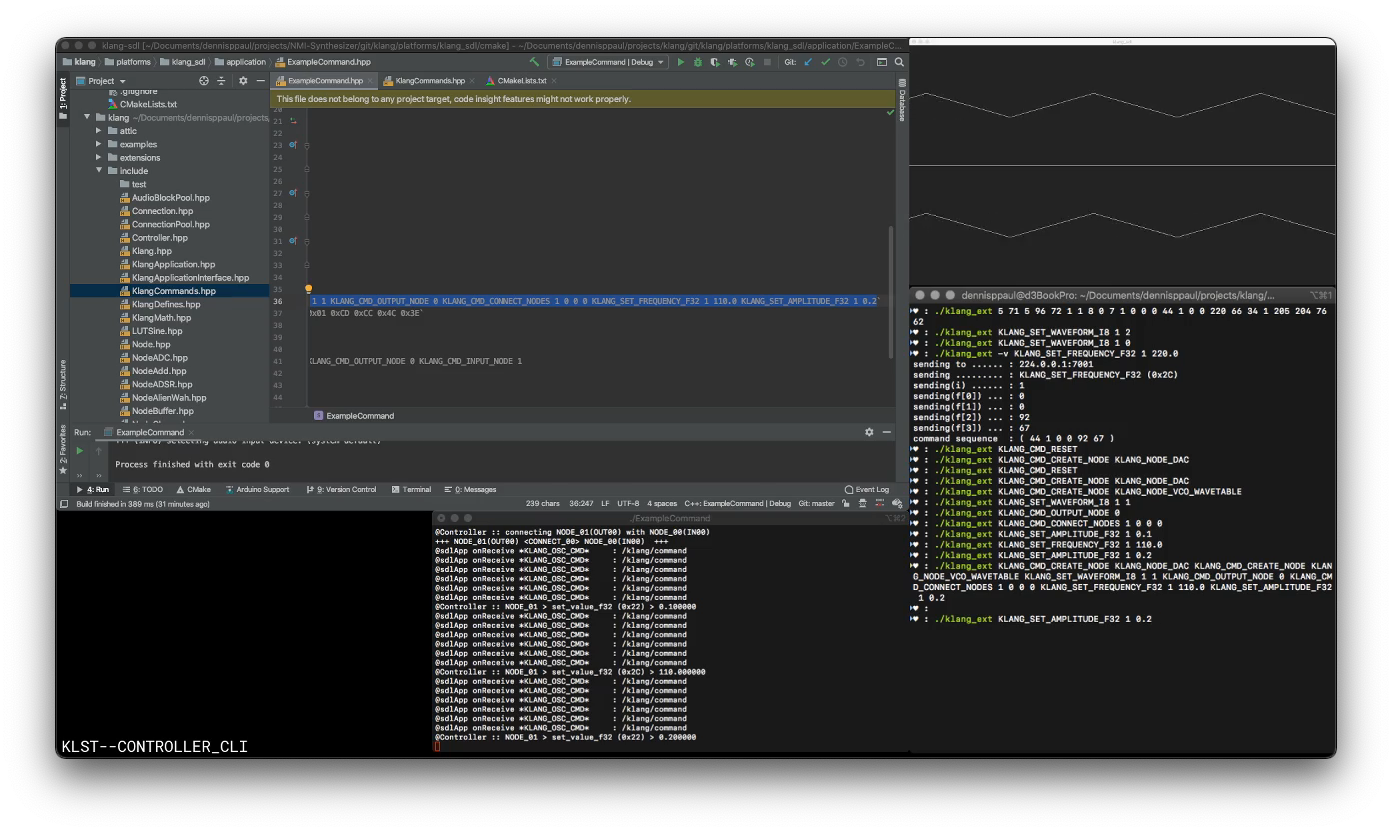 klang-sdl [~/Documents/dennisppaul/projects/NMI-Synthesizer/git/klang/platforms/klang_sdl/cmake] - ~/Documents/dennisppaul/projects/klang/git/klang/platforms/klang_sdl/application/ExampleC...
klang platforms klang_sdl application ExampleCommand.hpp
ExampleCommand | Debug
Git:
1: Project
Project
ExampleCommand.hpp
KlangCommands.hpp
CMakeLists.txt
This file does not belong to any project target, code insight features might not work properly.
Database
.gitignore
CMakeLists.txt
klang ~/Documents/dennisppaul/projects
attic
examples
extensions
include
test
AudioBlockPool.hpp
Connection.hpp
ConnectionPool.hpp
Controller.hpp
Klang.hpp
KlangApplication.hpp
KlangApplicationInterface.hpp
KlangCommands.hpp
KlangDefines.hpp
KlangMath.hpp
LUTSine.hpp
Node.hpp
NodeADC.hpp
NodeAdd.hpp
NodeADSR.hpp
NodeAlienWah.hpp
NodeBuffer.hpp
20
21
22
23
24
25
26
27
28
29
30
31
32
33
34
35
36 1 1 KLANG_CMD_OUTPUT_NODE 0 KLANG_CMD_CONNECT_NODES 1 0 0 0 KLANG_SET_FREQUENCY_F32 1 110.0 KLANG_SET_AMPLITUDE_F32 1 0.2`
37 0x01 0xCD 0xCC 0x4C 0x3E`
38
39
40
41 KLANG_CMD_OUTPUT_NODE 0 KLANG_CMD_INPUT_NODE 1
42
43
44
ExampleCommand
7: Structure
2: Favorites
Run: ExampleCommand
+++ (INFO) selecting audio input device: (system default)
Process finished with exit code 0
4: Run
6: TODO
CMake
Arduino Support
9: Version Control
Terminal
0: Messages
Event Log
Build finished in 389 ms (31 minutes ago)
239 chars 36:247 LF UTF-8 4 spaces C++: ExampleCommand | Debug Git: master
klang_sdl
dennisppaul@d3BookPro: ~/Documents/dennisppaul/projects/klang/... ⌥⌘1
♥ : ./klang_ext 5 71 5 96 72 1 1 8 0 7 1 0 0 0 44 1 0 0 220 66 34 1 205 204 76
62
♥ : ./klang_ext KLANG_SET_WAVEFORM_I8 1 2
♥ : ./klang_ext KLANG_SET_WAVEFORM_I8 1 0
♥ : ./klang_ext -v KLANG_SET_FREQUENCY_F32 1 220.0
sending to ...... : 224.0.0.1:7001
sending ......... : KLANG_SET_FREQUENCY_F32 (0x2C)
sending(i) ...... : 1
sending(f[0]) ... : 0
sending(f[1]) ... : 0
sending(f[2]) ... : 92
sending(f[3]) ... : 67
command sequence : ( 44 1 0 0 92 67 )
♥ : ./klang_ext KLANG_CMD_RESET
♥ : ./klang_ext KLANG_CMD_CREATE_NODE KLANG_NODE_DAC
♥ : ./klang_ext KLANG_CMD_RESET
♥ : ./klang_ext KLANG_CMD_CREATE_NODE KLANG_NODE_DAC
♥ : ./klang_ext KLANG_CMD_CREATE_NODE KLANG_NODE_VCO_WAVETABLE
♥ : ./klang_ext KLANG_SET_WAVEFORM_I8 1 1
♥ : ./klang_ext KLANG_CMD_OUTPUT_NODE 0
♥ : ./klang_ext KLANG_CMD_CONNECT_NODES 1 0 0 0
♥ : ./klang_ext KLANG_SET_AMPLITUDE_F32 1 0.1
♥ : ./klang_ext KLANG_SET_FREQUENCY_F32 1 110.0
♥ : ./klang_ext KLANG_SET_AMPLITUDE_F32 1 0.2
♥ : ./klang_ext KLANG_CMD_CREATE_NODE KLANG_NODE_DAC KLANG_CMD_CREATE_NODE KLAN
G_NODE_VCO_WAVETABLE KLANG_SET_WAVEFORM_I8 1 1 KLANG_CMD_OUTPUT_NODE 0 KLANG_CM
D_CONNECT_NODES 1 0 0 0 KLANG_SET_FREQUENCY_F32 1 110.0 KLANG_SET_AMPLITUDE_F32
1 0.2
♥ :
♥ : ./klang_ext KLANG_SET_AMPLITUDE_F32 1 0.2
./ExampleCommand ⌥⌘2
@Controller :: connecting NODE_01(OUT00) with NODE_00(IN00)
+++ NODE_01(OUT00) <CONNECT_00> NODE_00(IN00) +++
@sdlApp onReceive *KLANG_OSC_CMD* : /klang/command
@sdlApp onReceive *KLANG_OSC_CMD* : /klang/command
@sdlApp onReceive *KLANG_OSC_CMD* : /klang/command
@sdlApp onReceive *KLANG_OSC_CMD* : /klang/command
@sdlApp onReceive *KLANG_OSC_CMD* : /klang/command
@sdlApp onReceive *KLANG_OSC_CMD* : /klang/command
@Controller :: NODE_01 > set_value_f32 (0x22) > 0.100000
@sdlApp onReceive *KLANG_OSC_CMD* : /klang/command
@sdlApp onReceive *KLANG_OSC_CMD* : /klang/command
@sdlApp onReceive *KLANG_OSC_CMD* : /klang/command
@sdlApp onReceive *KLANG_OSC_CMD* : /klang/command
@sdlApp onReceive *KLANG_OSC_CMD* : /klang/command
@sdlApp onReceive *KLANG_OSC_CMD* : /klang/command
@Controller :: NODE_01 > set_value_f32 (0x2C) > 110.000000
@sdlApp onReceive *KLANG_OSC_CMD* : /klang/command
@sdlApp onReceive *KLANG_OSC_CMD* : /klang/command
@sdlApp onReceive *KLANG_OSC_CMD* : /klang/command
@sdlApp onReceive *KLANG_OSC_CMD* : /klang/command
@sdlApp onReceive *KLANG_OSC_CMD* : /klang/command
@sdlApp onReceive *KLANG_OSC_CMD* : /klang/command
@Controller :: NODE_01 > set_value_f32 (0x22) > 0.200000
KLST--CONTROLLER_CLI